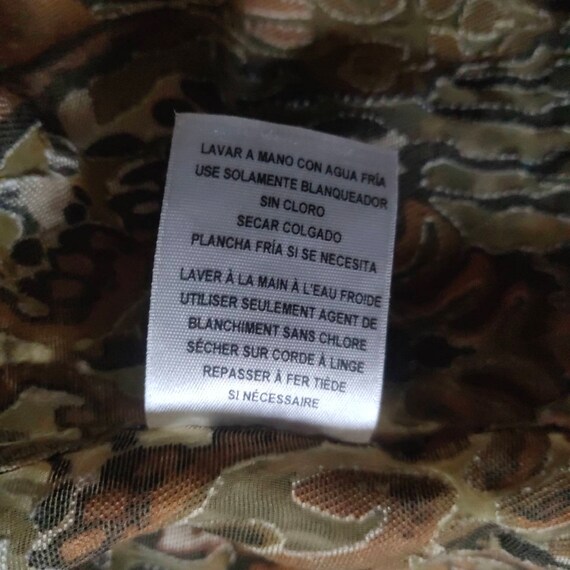 LAVAR A MANO CON AGUA FRÍA
USE SOLAMENTE BLANQUEADOR
SIN CLORO
SECAR COLGADO
PLANCHA FRÍA SI SE NECESITA
LAVER À LA MAIN À L'EAU FROIDE
UTILISER SEULEMENT AGENT DE
BLANCHIMENT SANS CHLORE
SÉCHER SUR CORDE À LINGE
REPASSER À FER TIÈDE
SI NÉCESSAIRE